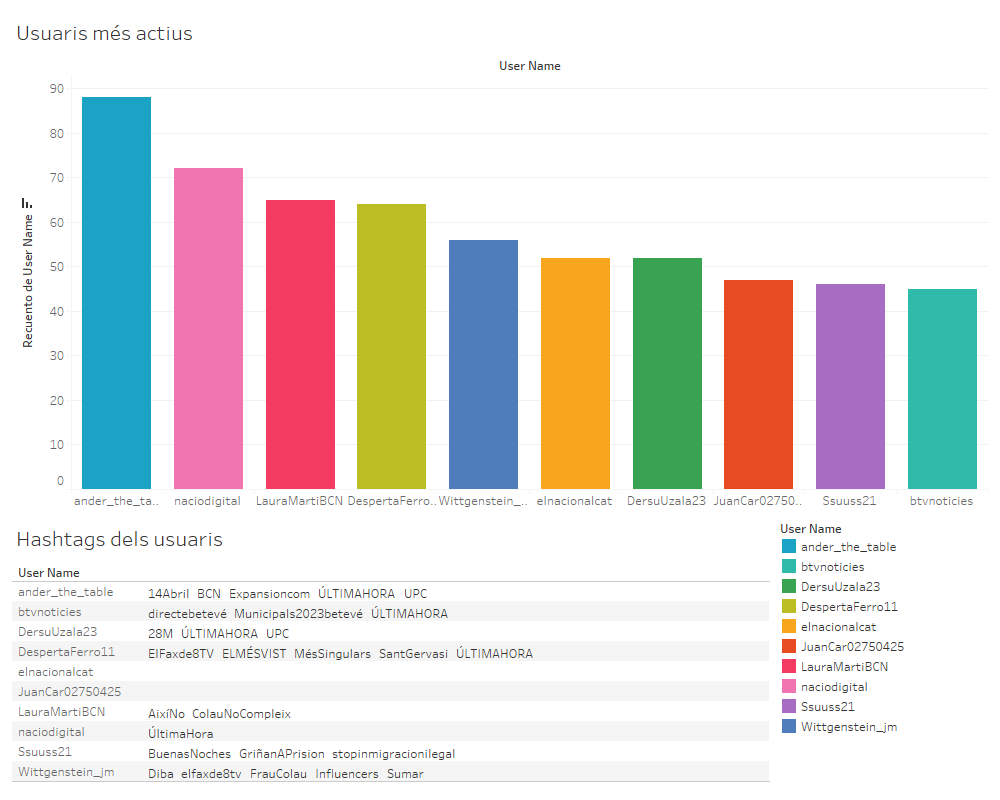 Usuaris més actius
User Name
Recuento de User Name
90
80
70
60
50
40
30
20
10
0
ander_the_ta.. naciodigital LauraMartiBCN DespertaFerro.. Wittgenstein_.. elnacionalcat DersuUzala23 JuanCar02750.. Ssuuss21 btvnoticies
Hashtags dels usuaris
User Name
ander_the_table 14Abril BCN Expansioncom ÚLTIMAHORA UPC
btvnoticies directebetevé Municipals2023betevé ÚLTIMAHORA
DersuUzala23 28M ÚLTIMAHORA UPC
DespertaFerro11 ElFaxde8TV ELMÉSVIST MésSingulars SantGervasi ÚLTIMAHORA
elnacionalcat
JuanCar02750425
LauraMartiBCN AixíNo ColauNoCompleix
naciodigital ÚltimaHora
Ssuuss21 BuenasNoches GriñanAPrision stopinmigracionilegal
Wittgenstein_jm Diba elfaxde8tv FrauColau Influencers Sumar
User Name
ander_the_table
btvnoticies
DersuUzala23
DespertaFerro11
elnacionalcat
JuanCar02750425
LauraMartiBCN
naciodigital
Ssuuss21
Wittgenstein_jm